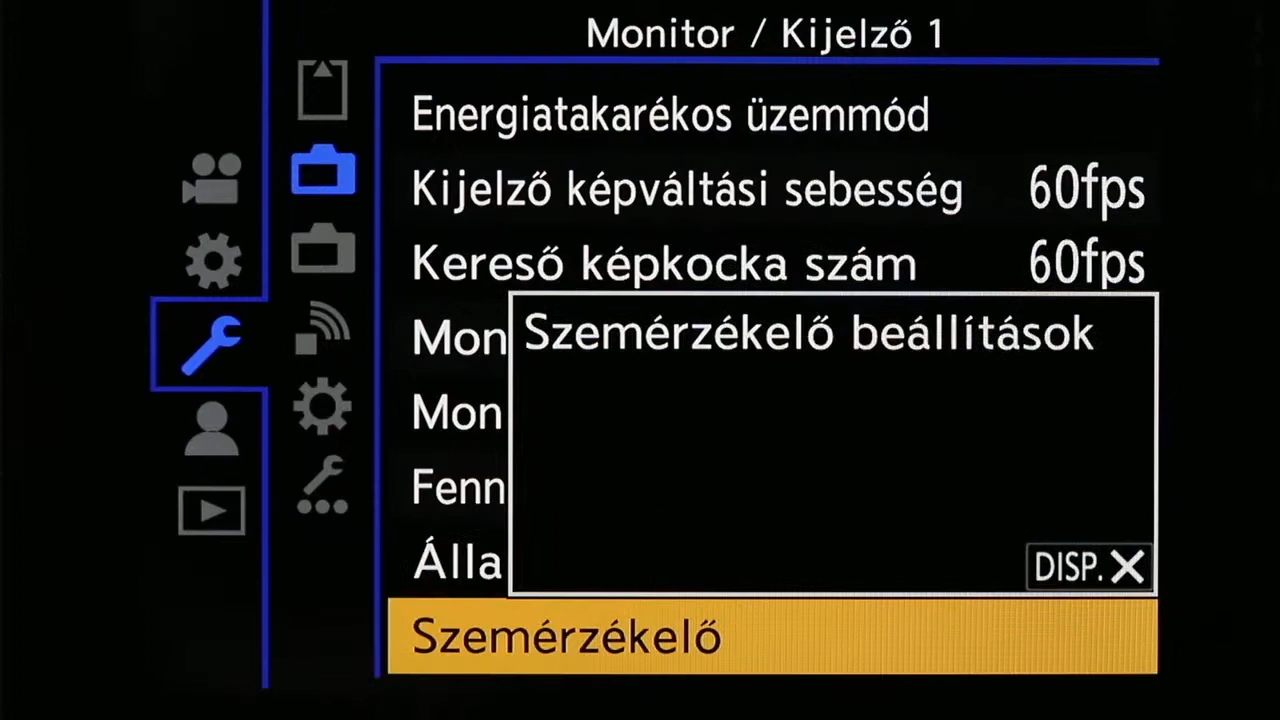 Monitor / Kijelző 1
Energiatakarékos üzemmód
Kijelző képváltási sebesség 60fps
Kereső képkocka szám 60fps
Mon
Szemérzékelő beállítások
Mon
Fenn
Álla
DISP.
Szemérzékelő